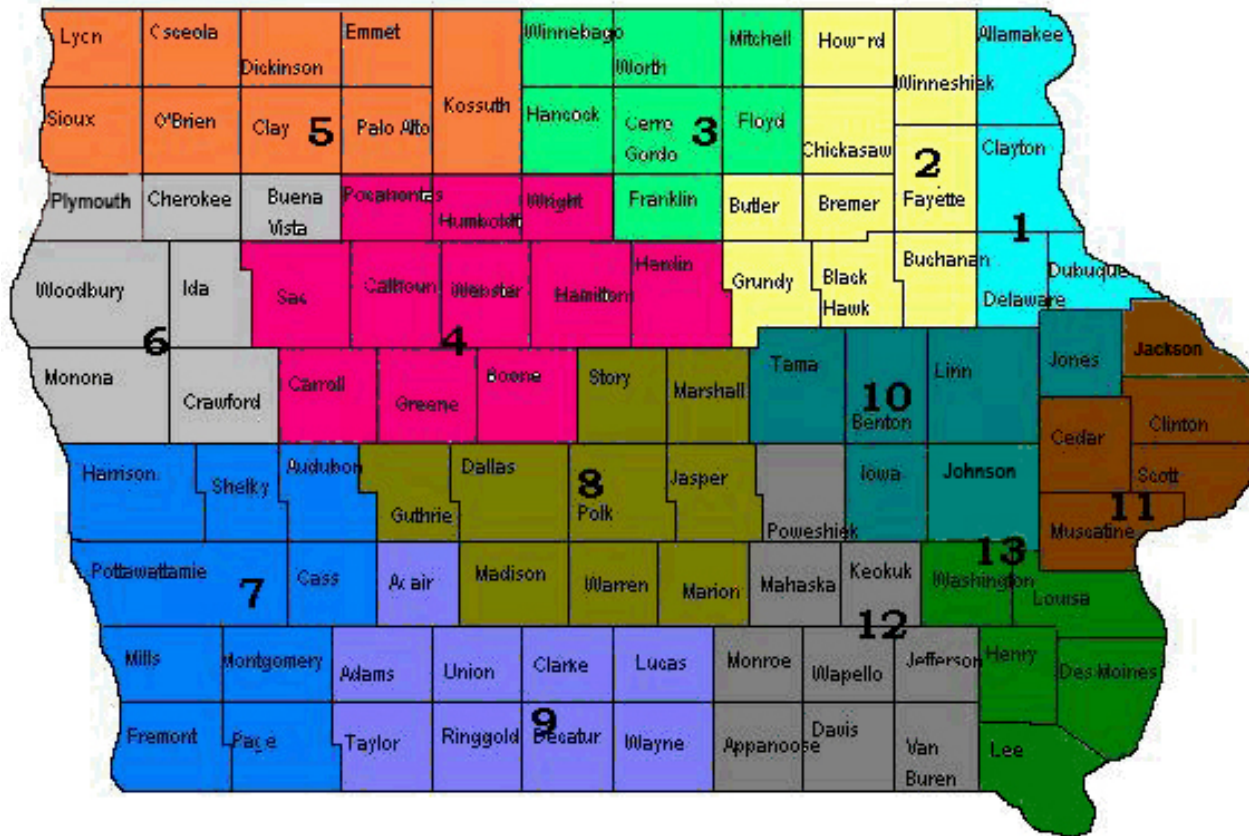 Lyon
Osceola
Dickinson
Emmet
Kossuth
Winnebago
Worth
Mitchell
Howard
Winneshiek
Allamakee
Sioux
O'Brien
Clay
5
Palo Alto
Hancock
Cerro
Gordo
3
Floyd
Chickasaw
2
Clayton
Plymouth
Cherokee
Buena
Vista
Pocahontas
Humboldt
Wright
Franklin
Butler
Bremer
Fayette
1
Woodbury
Ida
Sac
Calhoun
Webster
Hamilton
Hardin
Grundy
Black
Hawk
Buchanan
Delaware
Dubuque
6
4
Monona
Crawford
Carroll
Greene
Boone
Story
Marshall
Tama
10
Benton
Linn
Jones
Jackson
Harrison
Shelky
Audubon
Guthrie
Dallas
8
Polk
Jasper
Poweshiek
Iowa
Johnson
Cedar
Clinton
Scott
11
Muscatine
Pottawattamie
7
Cass
Adair
Madison
Warren
Marion
Mahaska
Keokuk
12
13
Washington
Louisa
Mills
Montgomery
Adams
Union
Clarke
Lucas
Monroe
Wapello
Jefferson
Henry
Des Moines
Fremont
Page
Taylor
Ringgold
9
Decatur
Wayne
Appanoose
Davis
Van
Buren
Lee